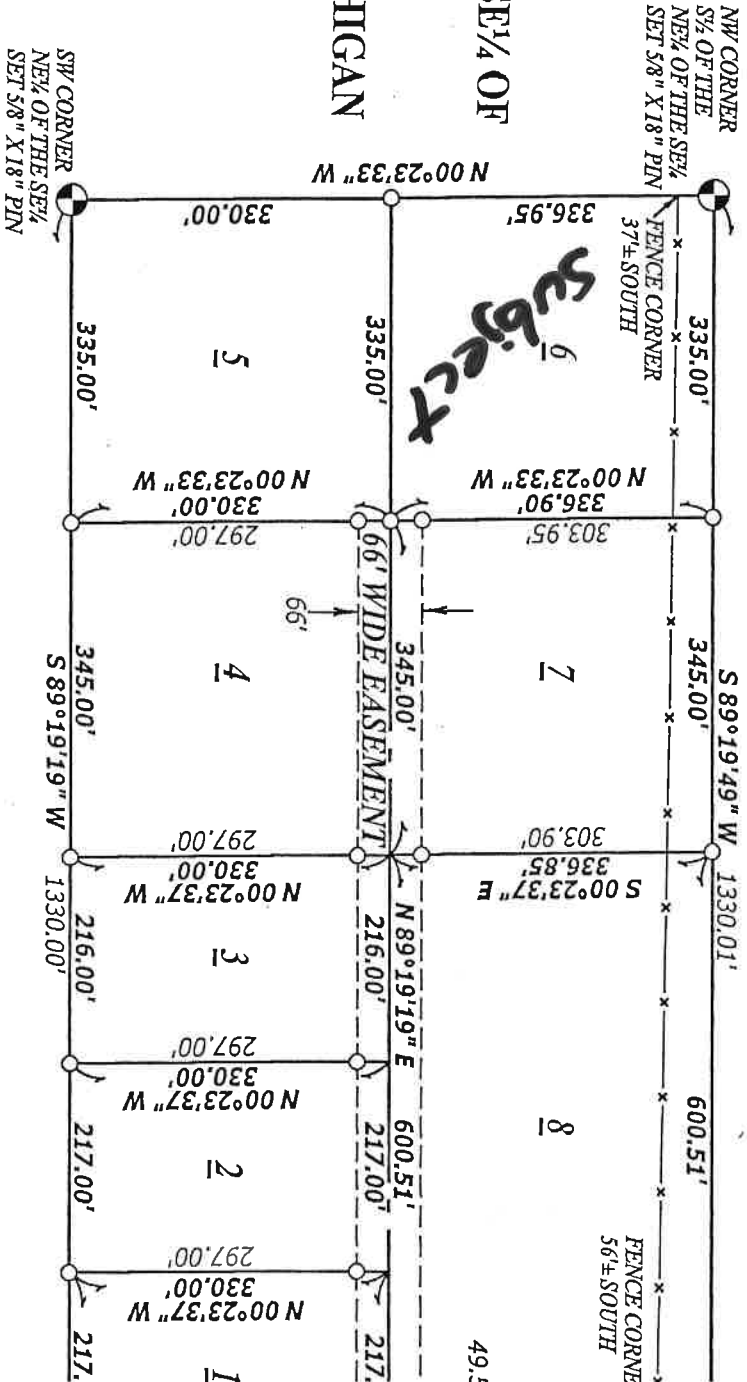 SE¼ OF
HIGAN
NW CORNER
S½ OF THE
NE¼ OF THE SE¼
SET 5/8" X 18" PIN
SW CORNER
NE¼ OF THE SE¼
SET 5/8" X 18" PIN
N 00°23'33" W
330.00'
336.95'
FENCE CORNER
37'± SOUTH
335.00'
335.00'
335.00'
5
6
subject
N 00°23'33" W
330.00'
297.00'
N 00°23'33" W
336.90'
303.95'
66' WIDE EASEMENT
66'
S 89°19'49" W 1330.01'
345.00'
345.00'
345.00'
S 89°19'19" W 1330.00'
4
7
297.00'
330.00'
N 00°23'37" W
303.90'
336.85'
S 00°23'37" E
N 89°19'19" E 600.51'
216.00'
216.00'
3
600.51'
8
297.00'
330.00'
N 00°23'37" W
217.00'
217.00'
2
297.00'
330.00'
N 00°23'37" W
FENCE CORNE
56'± SOUTH
49.5
217.
217.
1